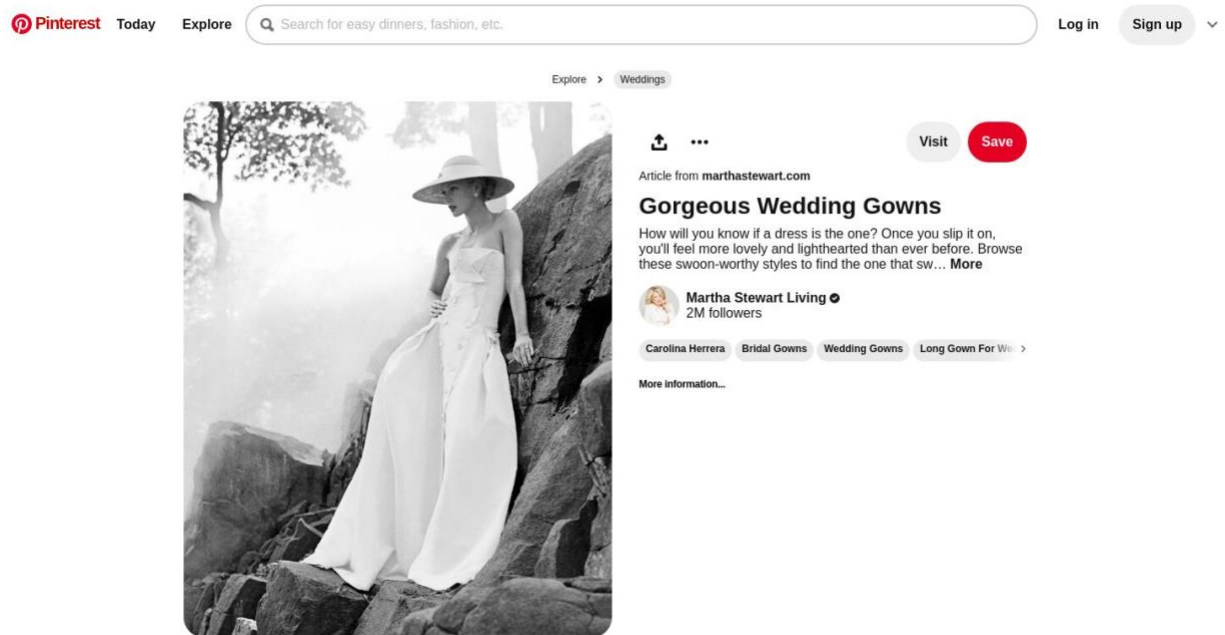 Pinterest Today Explore Search for easy dinners, fashion, etc. Log in Sign up
Explore Weddings
Visit Save
Article from marthastewart.com
Gorgeous Wedding Gowns
How will you know if a dress is the one? Once you slip it on,
you'll feel more lovely and lighthearted than ever before. Browse
these swoon-worthy styles to find the one that sw… More
Martha Stewart Living
2M followers
Carolina Herrera Bridal Gowns Wedding Gowns Long Gown For We
More information...